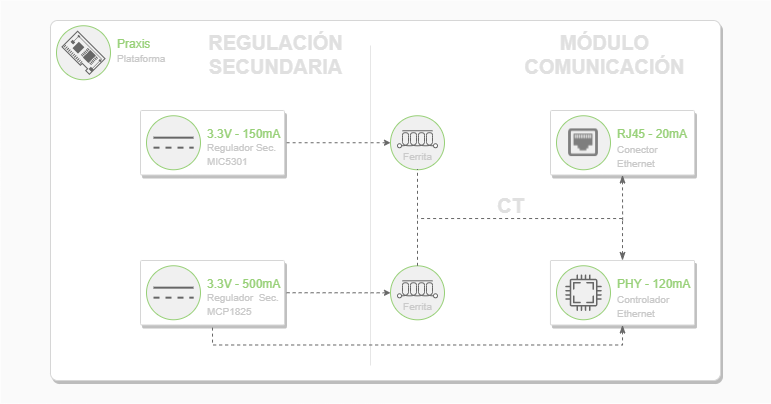 Praxis
Plataforma
REGULACIÓN
SECUNDARIA
MÓDULO
COMUNICACIÓN
3.3V - 150mA
Regulador Sec.
MIC5301
Ferrita
RJ45 - 20mA
Conector
Ethernet
CT
3.3V - 500mA
Regulador Sec.
MCP1825
Ferrita
PHY - 120mA
Controlador
Ethernet